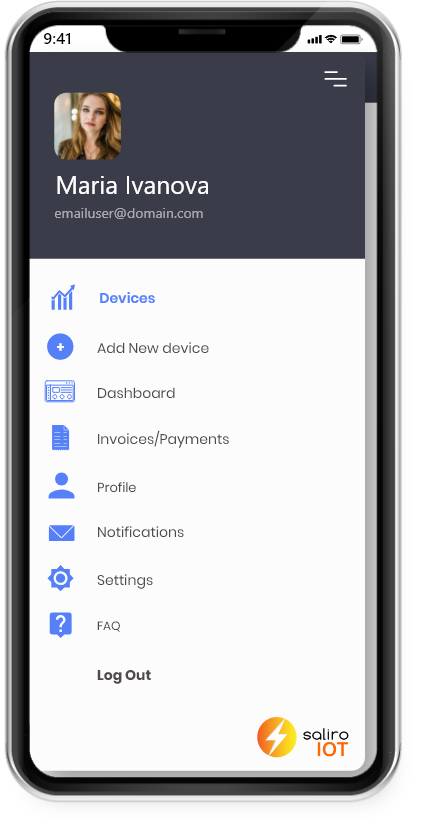 9:41
Maria Ivanova
emailuser@domain.com
Devices
Add New device
Dashboard
Invoices/Payments
Profile
Notifications
Settings
FAQ
Log Out
saliro
IOT